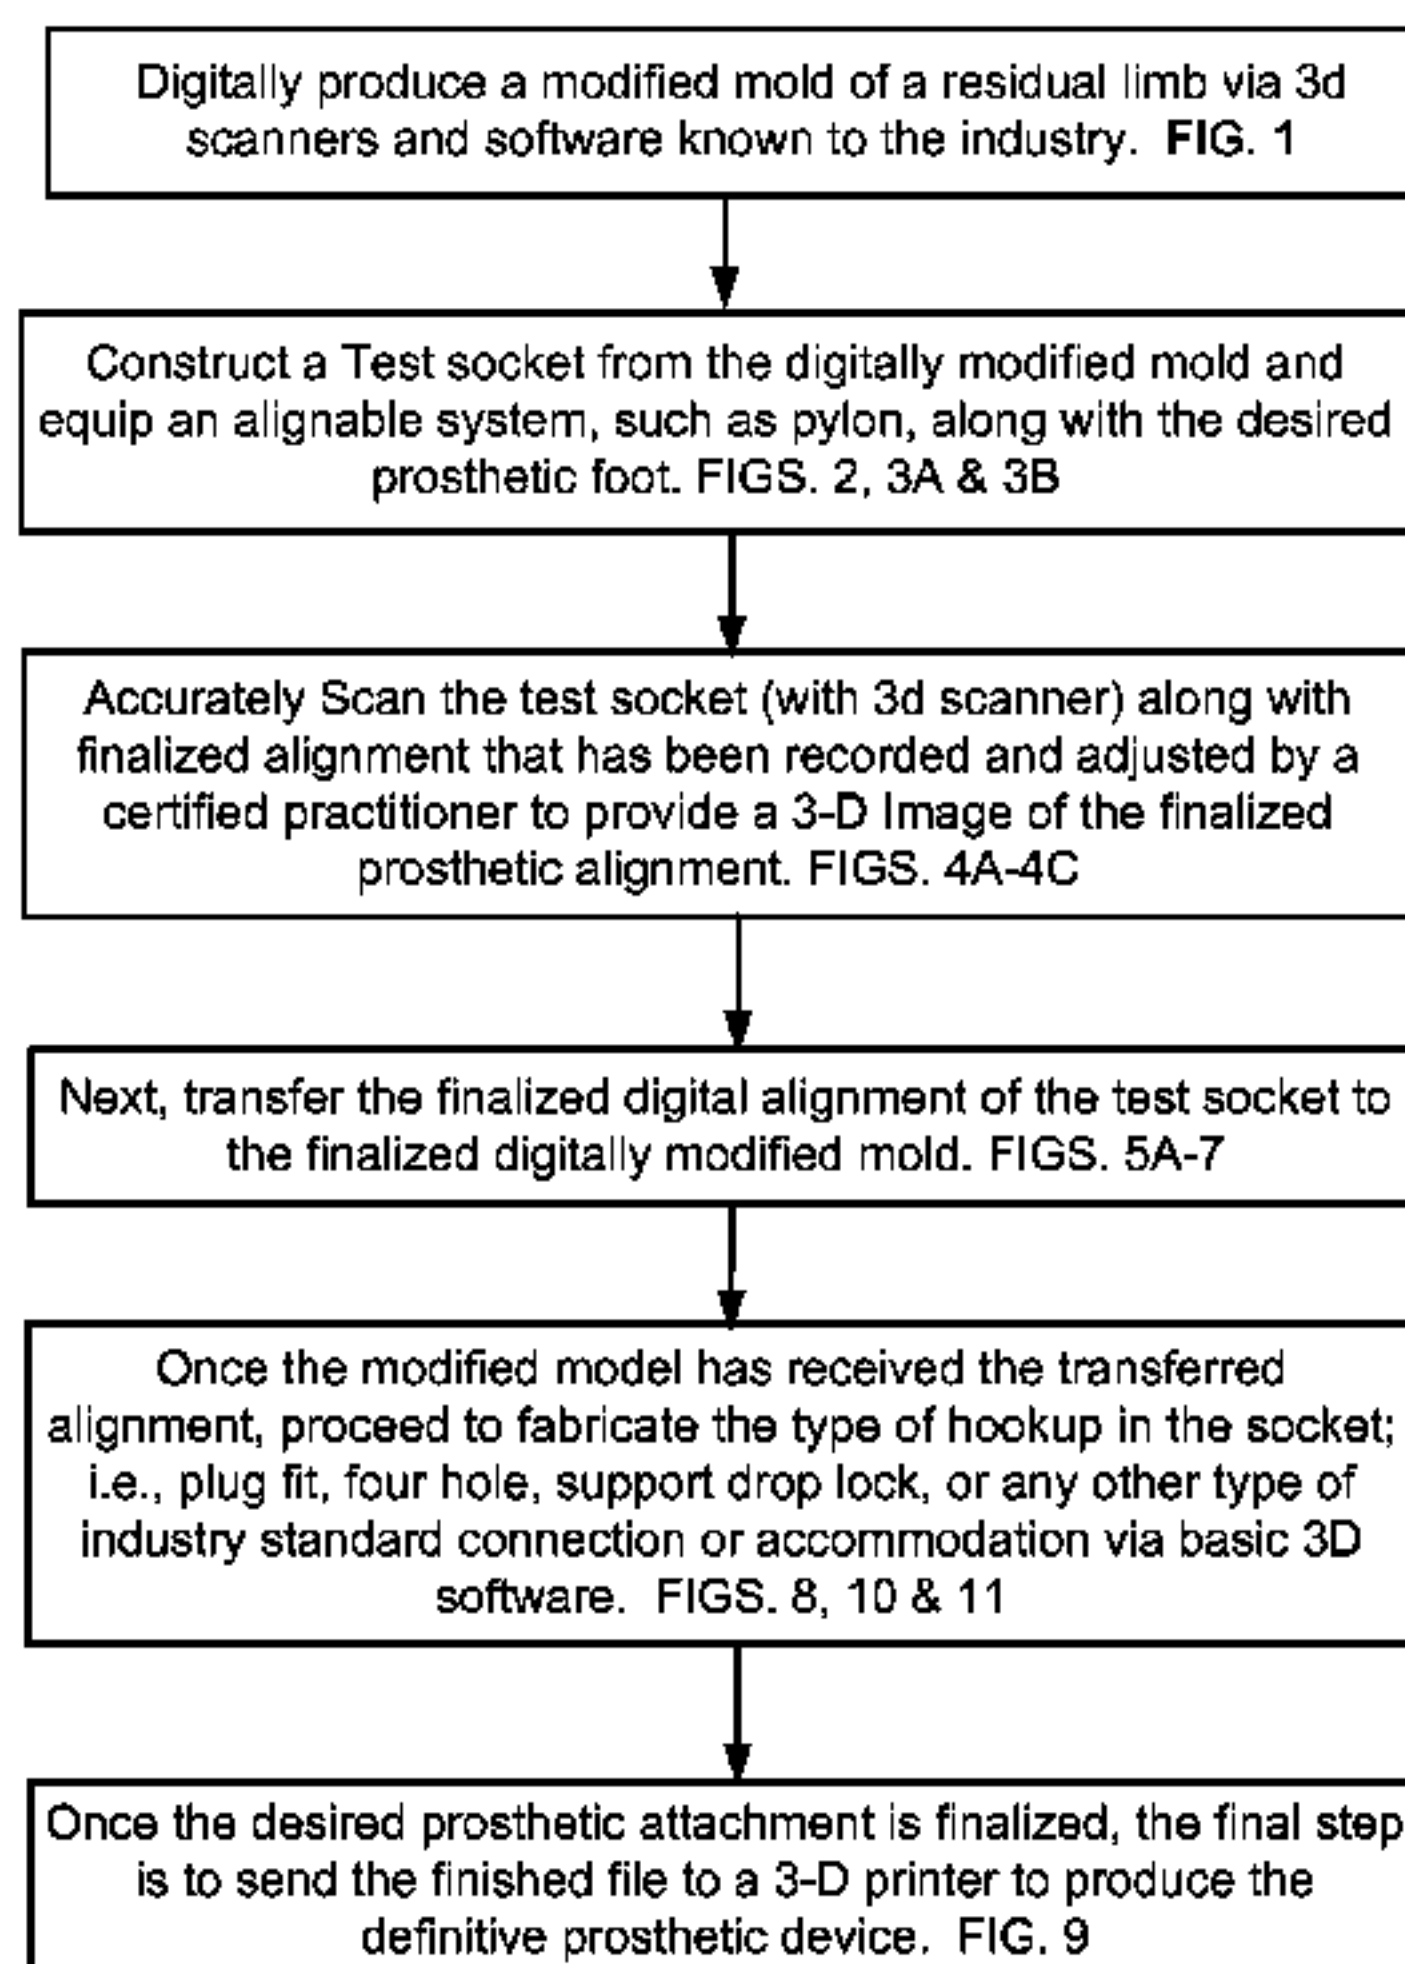 Digitally produce a modified mold of a residual limb via 3d
scanners and software known to the industry.  FIG. 1
Construct a Test socket from the digitally modified mold and
equip an alignable system, such as pylon, along with the desired
prosthetic foot. FIGS. 2, 3A & 3B
Accurately Scan the test socket (with 3d scanner) along with
finalized alignment that has been recorded and adjusted by a
certified practitioner to provide a 3-D Image of the finalized
prosthetic alignment. FIGS. 4A-4C
Next, transfer the finalized digital alignment of the test socket to
the finalized digitally modified mold. FIGS. 5A-7
Once the modified model has received the transferred
alignment, proceed to fabricate the type of hookup in the socket;
i.e., plug fit, four hole, support drop lock, or any other type of
industry standard connection or accommodation via basic 3D
software.  FIGS. 8, 10 & 11
Once the desired prosthetic attachment is finalized, the final step
is to send the finished file to a 3-D printer to produce the
definitive prosthetic device.  FIG. 9